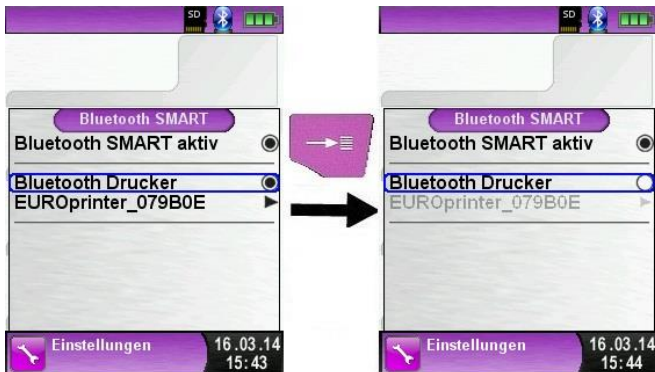 SD
Bluetooth SMART
Bluetooth SMART aktiv
Bluetooth Drucker
EUROprinter_079B0E
Einstellungen
16.03.14
15:43
SD
Bluetooth SMART
Bluetooth SMART aktiv
Bluetooth Drucker
EUROprinter_079B0E
Einstellungen
16.03.14
15:44